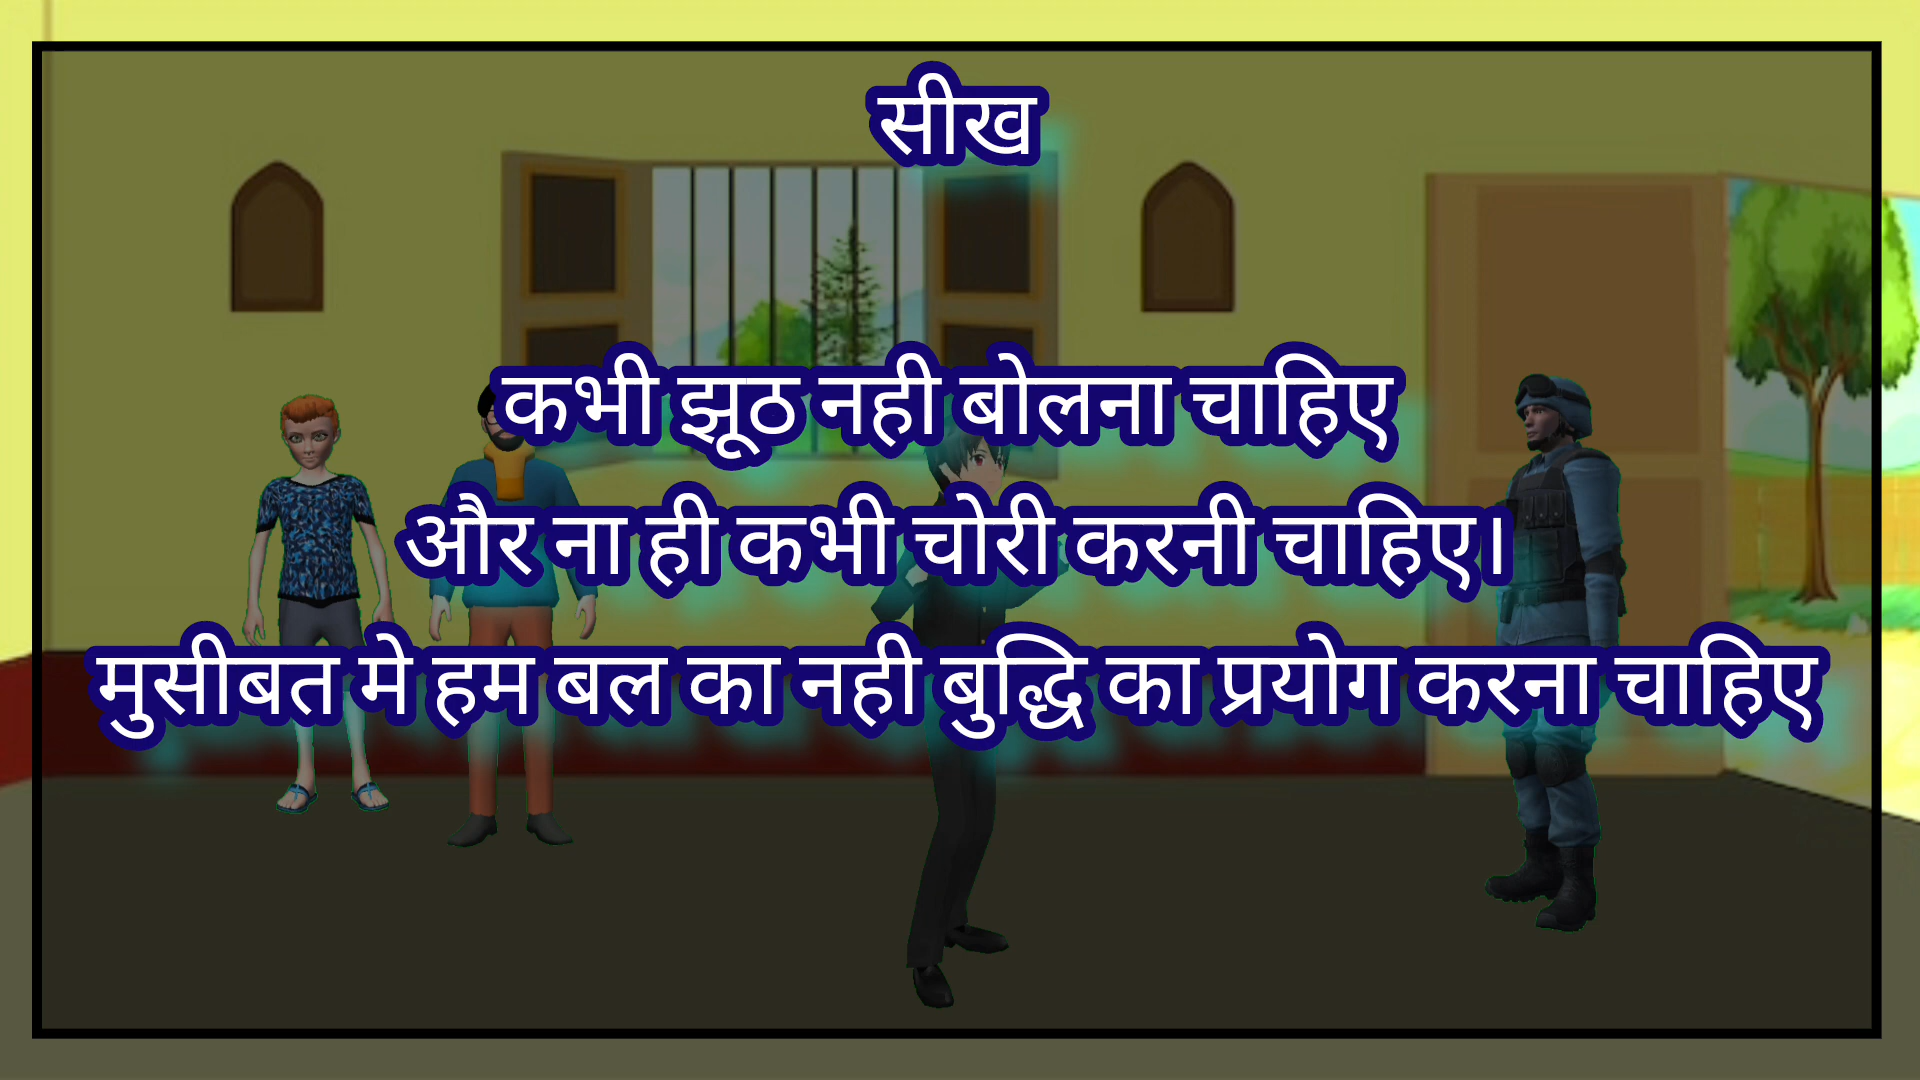 सीख
कभी झूठ नही बोलना चाहिए
और ना ही कभी चोरी करनी चाहिए।
मुसीबत मे हम बल का नही बुद्धि का प्रयोग करना चाहिए